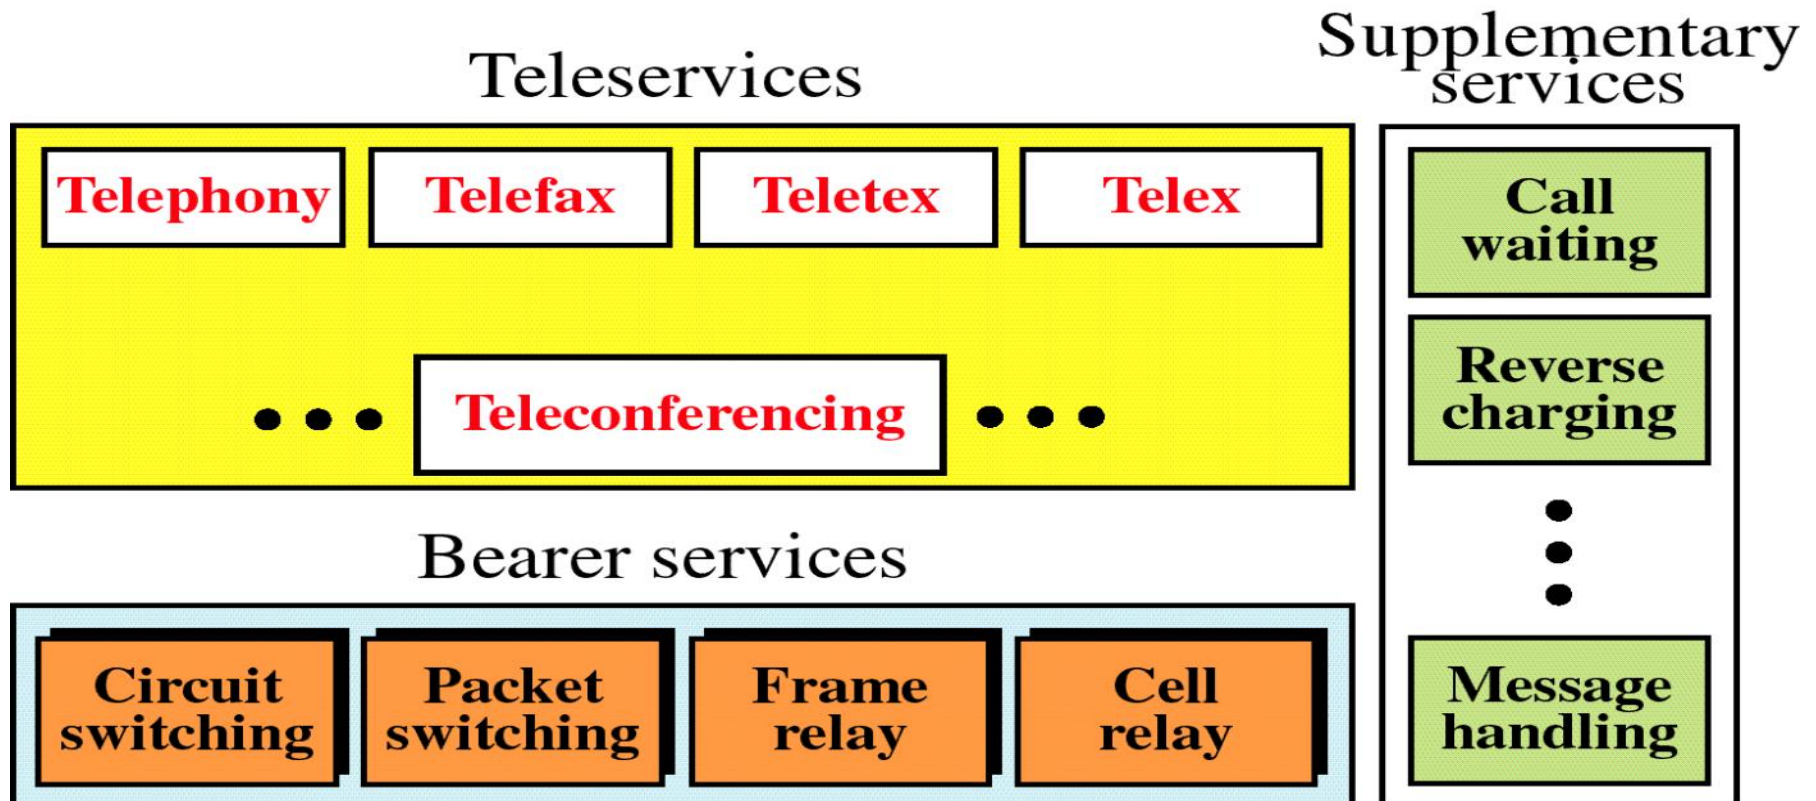 Teleservices
Telephony
Telefax
Teletex
Telex
Teleconferencing
Bearer services
Circuit
switching
Packet
switching
Frame
relay
Cell
relay
Supplementary
services
Call
waiting
Reverse
charging
Message
handling